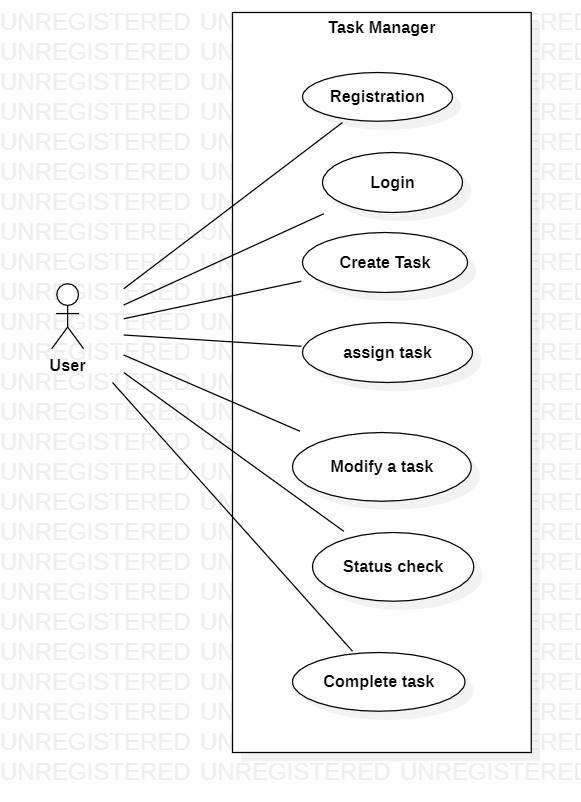 Task Manager
Registration
Login
Create Task
assign task
User
Modify a task
Status check
Complete task
UNREGISTERED UNREGISTERED UNREGISTERED